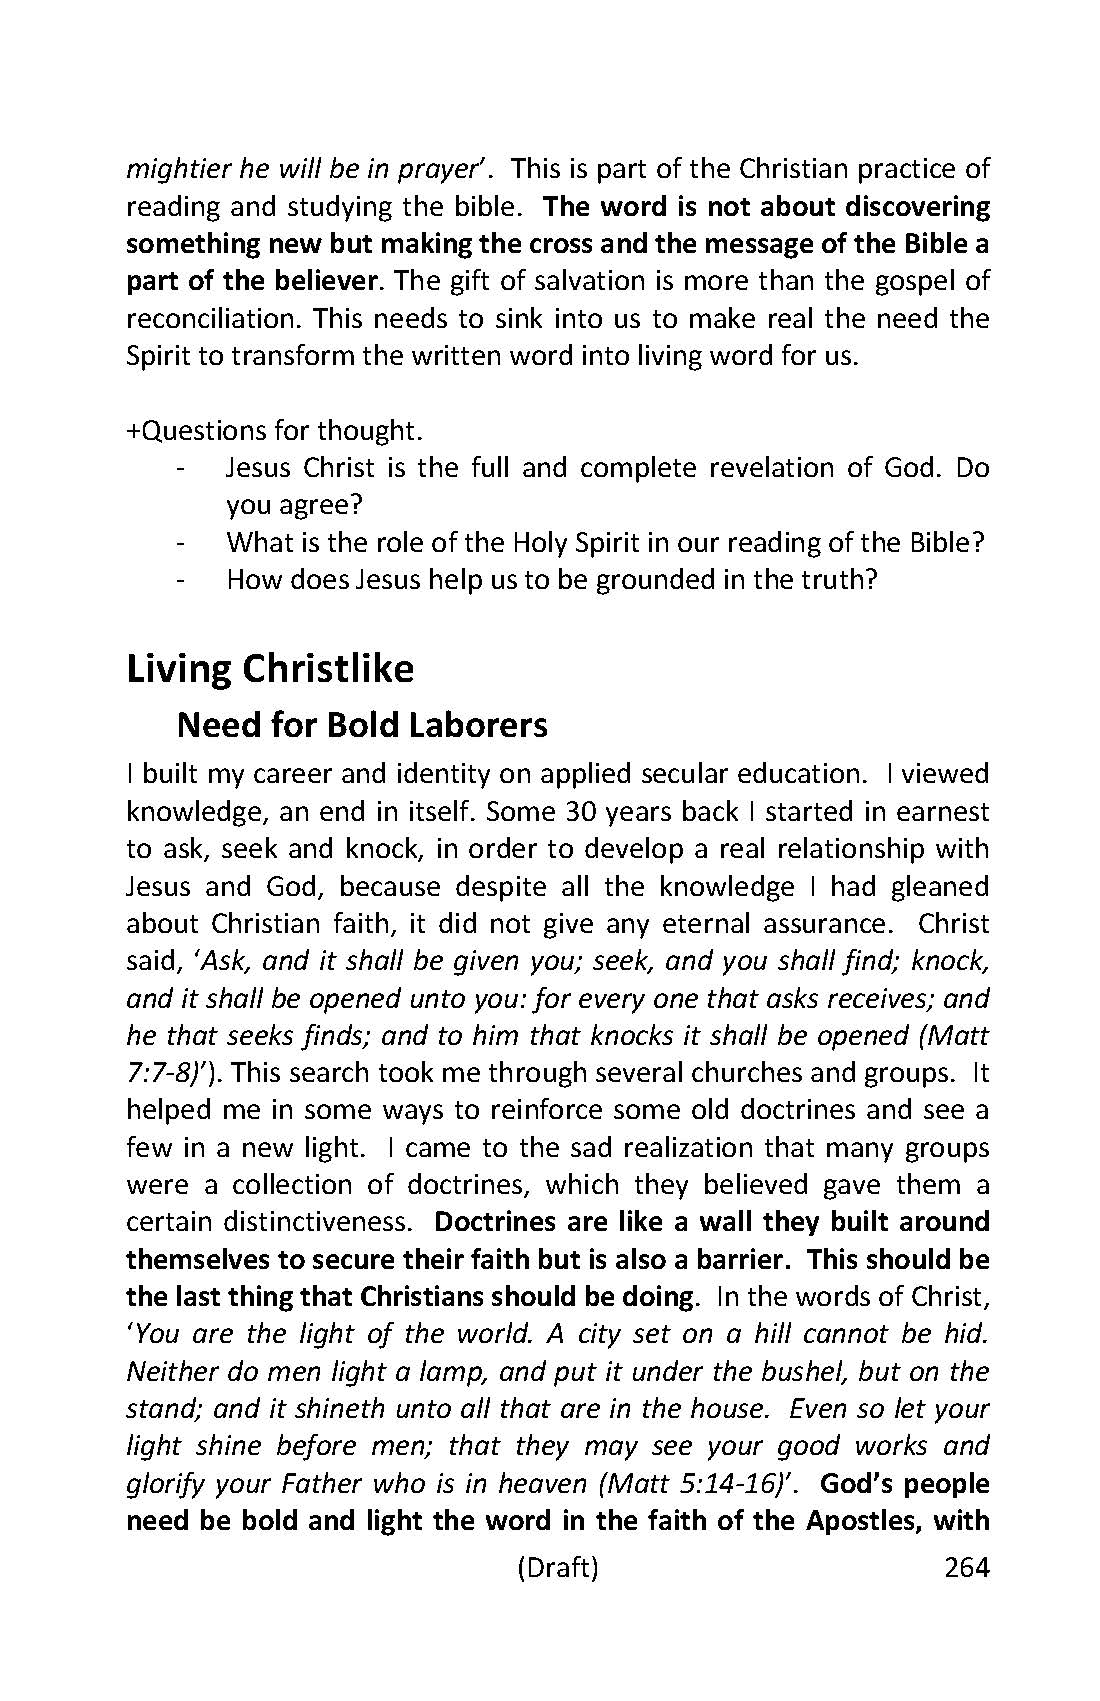 mightier he will be in prayer’. This is part of the Christian practice of
reading and studying the bible. The word is not about discovering
something new but making the cross and the message of the Bible a
part of the believer. The gift of salvation is more than the gospel of
reconciliation. This needs to sink into us to make real the need the
Spirit to transform the written word into living word for us.
+Questions for thought.
- Jesus Christ is the full and complete revelation of God. Do
you agree?
- What is the role of the Holy Spirit in our reading of the Bible?
- How does Jesus help us to be grounded in the truth?
Living Christlike
Need for Bold Laborers
I built my career and identity on applied secular education. I viewed
knowledge, an end in itself. Some 30 years back I started in earnest
to ask, seek and knock, in order to develop a real relationship with
Jesus and God, because despite all the knowledge I had gleaned
about Christian faith, it did not give any eternal assurance. Christ
said, ‘Ask, and it shall be given you; seek, and you shall find; knock,
and it shall be opened unto you: for every one that asks receives; and
he that seeks finds; and to him that knocks it shall be opened (Matt
7:7-8)’). This search took me through several churches and groups. It
helped me in some ways to reinforce some old doctrines and see a
few in a new light. I came to the sad realization that many groups
were a collection of doctrines, which they believed gave them a
certain distinctiveness. Doctrines are like a wall they built around
themselves to secure their faith but is also a barrier. This should be
the last thing that Christians should be doing. In the words of Christ,
‘You are the light of the world. A city set on a hill cannot be hid.
Neither do men light a lamp, and put it under the bushel, but on the
stand; and it shineth unto all that are in the house. Even so let your
light shine before men; that they may see your good works and
glorify your Father who is in heaven (Matt 5:14-16)’. God’s people
need be bold and light the word in the faith of the Apostles, with
(Draft) 264